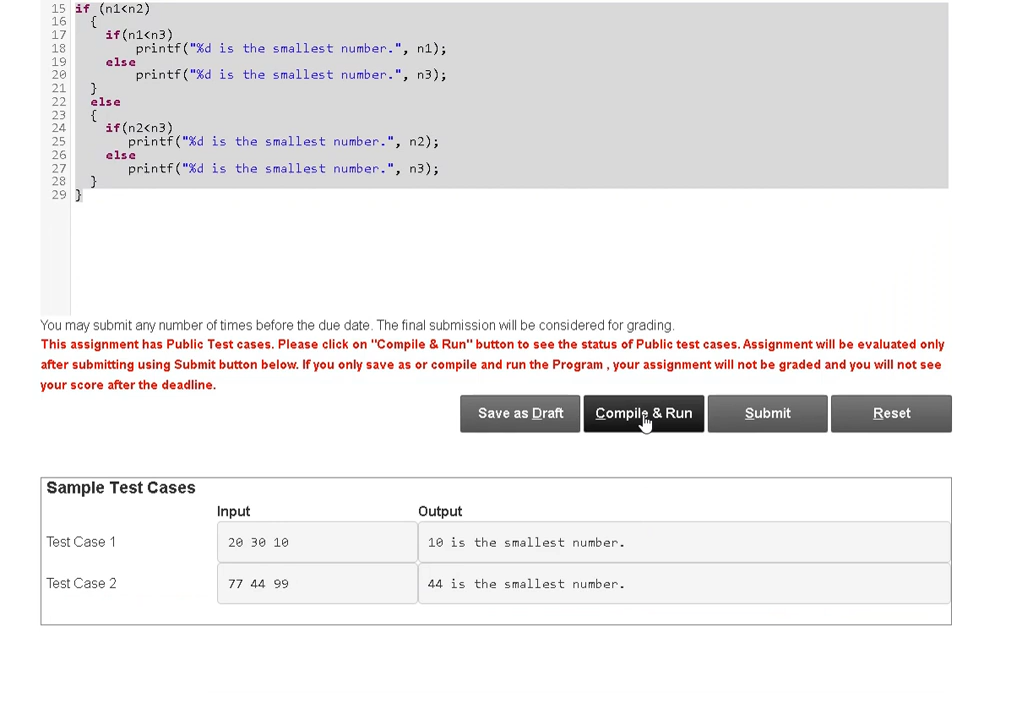 15 if (n1<n2)
16 {
17 if(n1<n3)
18 printf("%d is the smallest number.", n1);
19 else
20 printf("%d is the smallest number.", n3);
21 }
22 else
23 {
24 if(n2<n3)
25 printf("%d is the smallest number.", n2);
26 else
27 printf("%d is the smallest number.", n3);
28 }
29 }
You may submit any number of times before the due date. The final submission will be considered for grading.
This assignment has Public Test cases. Please click on "Compile & Run" button to see the status of Public test cases. Assignment will be evaluated only
after submitting using Submit button below. If you only save as or compile and run the Program , your assignment will not be graded and you will not see
your score after the deadline.
Save as Draft Compile & Run Submit Reset
Sample Test Cases
Input Output
Test Case 1 20 30 10 10 is the smallest number.
Test Case 2 77 44 99 44 is the smallest number.